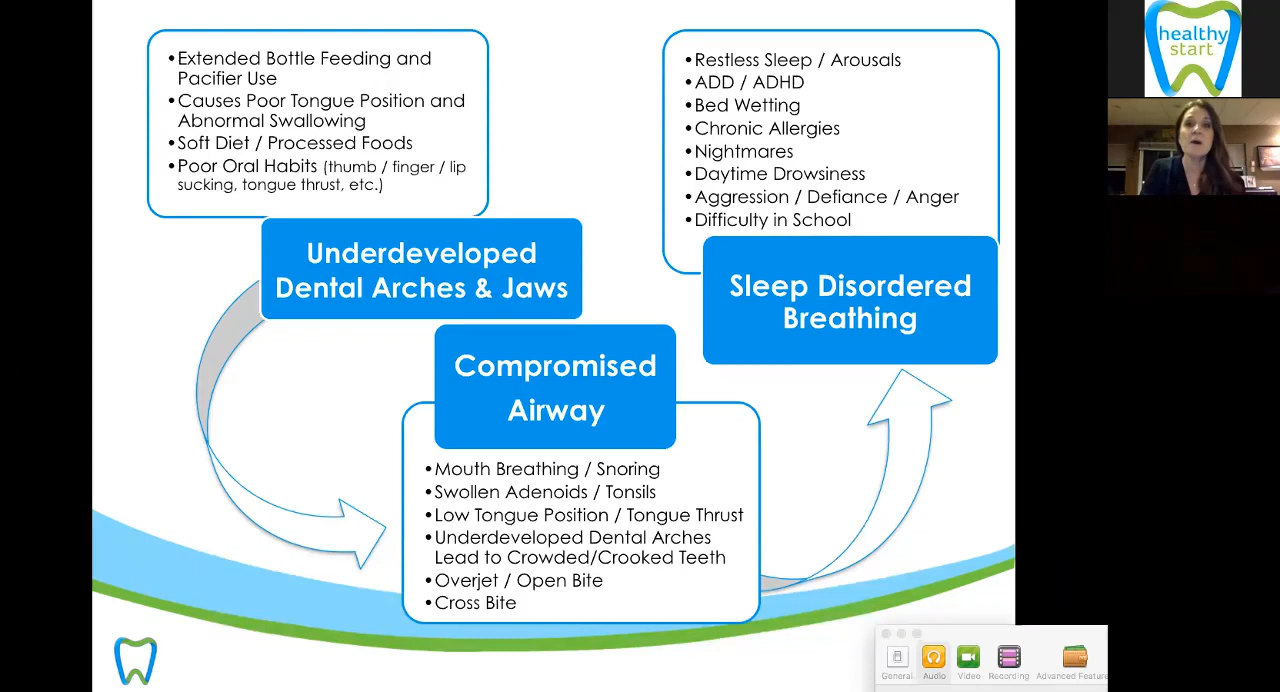 •Extended Bottle Feeding and
Pacifier Use
•Causes Poor Tongue Position and
Abnormal Swallowing
•Soft Diet / Processed Foods
•Poor Oral Habits (thumb / finger / lip
sucking, tongue thrust, etc.)
Underdeveloped
Dental Arches & Jaws
Compromised
Airway
•Mouth Breathing / Snoring
•Swollen Adenoids / Tonsils
•Low Tongue Position / Tongue Thrust
•Underdeveloped Dental Arches
Lead to Crowded/Crooked Teeth
•Overjet / Open Bite
•Cross Bite
•Restless Sleep / Arousals
•ADD / ADHD
•Bed Wetting
•Chronic Allergies
•Nightmares
•Daytime Drowsiness
•Aggression / Defiance / Anger
•Difficulty in School
Sleep Disordered
Breathing
healthy
start
General Audio Video Recording Advanced Feature